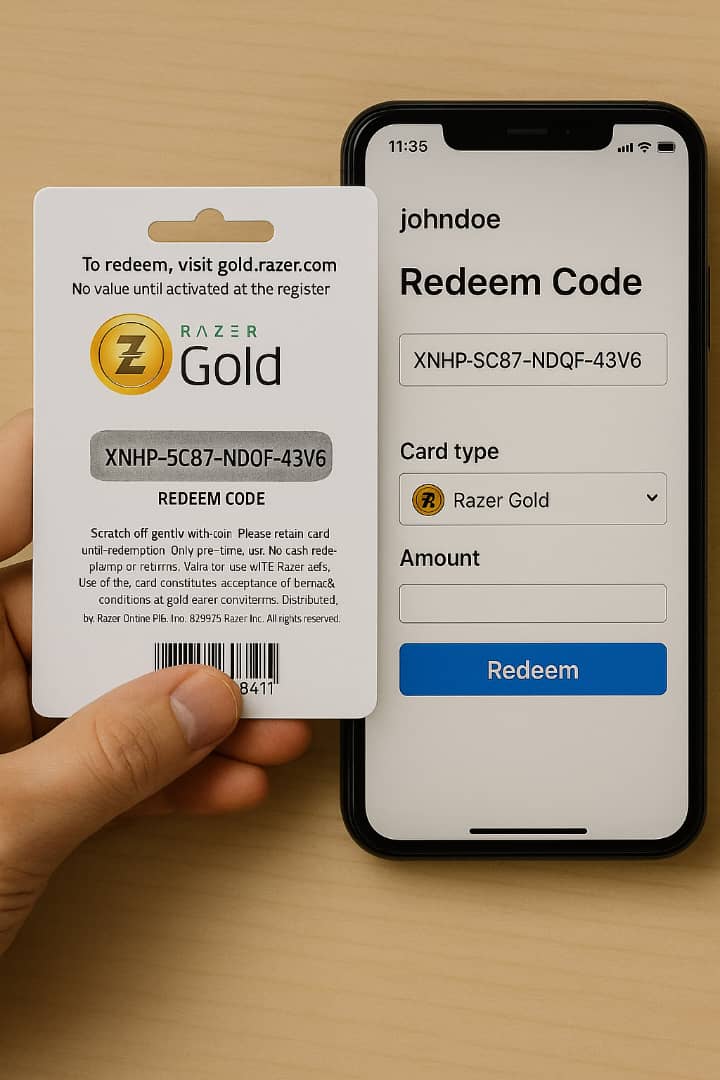 To redeem, visit gold.razer.com
No value until activated at the register
RAZER
Gold
XNHP-5C87-NDOF-43V6
REDEEM CODE
Scratch off gently with-coin Please retain card
until-redemption Only pre-time, usr. No cash rede-
plamp or retirns, Valra tor use wITE Razer aefs,
Use of the, card constitutes acceptance of bernac&
conditions at gold earer conviterms. Distributed,
by. Razer Ontine P16. Ino. 829975 Razer Inc. All rights reserved.
8411
11:35
johndoe
Redeem Code
XNHP-SC87-NDQF-43V6
Card type
Razer Gold
Amount
Redeem